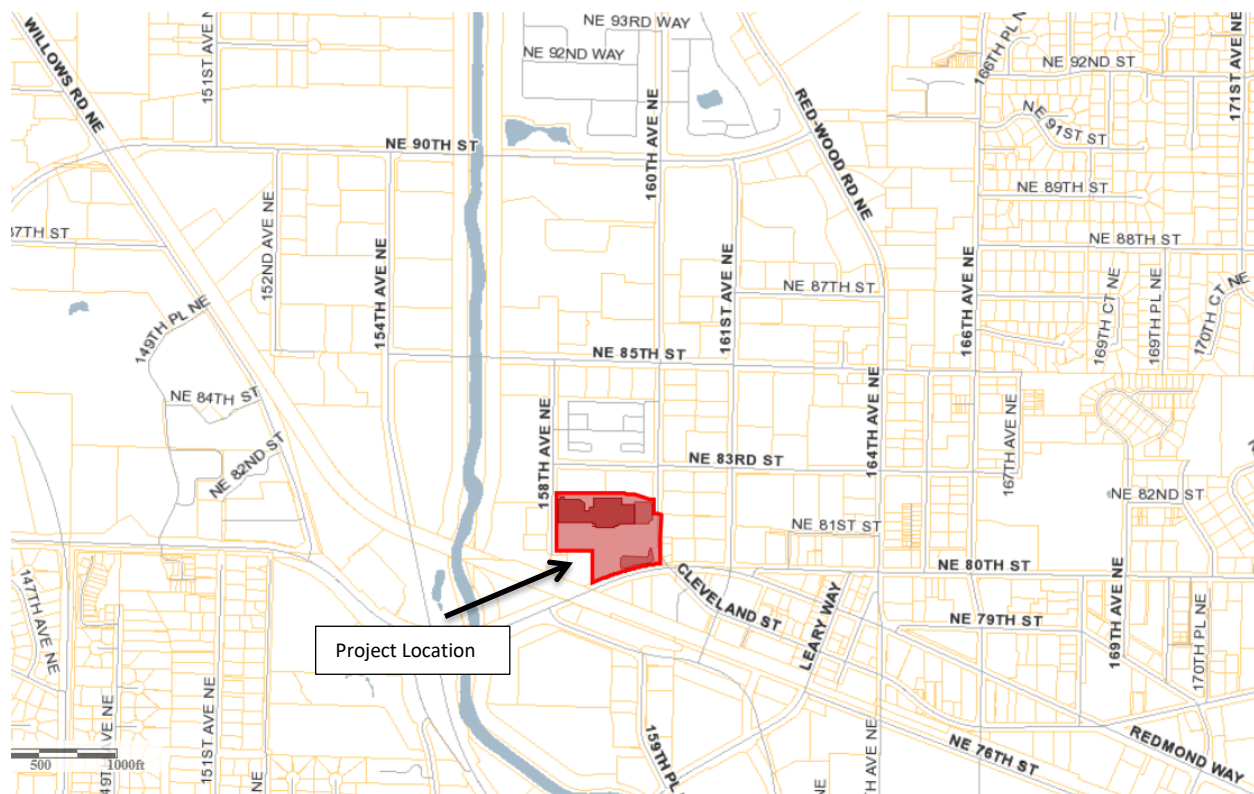 NE 93RD WAY
WILLOWS RD NE
151ST AVE N
NE 92ND WAY
166TH PL N
NE 92ND ST
171ST AVE NE
160TH AVE NE
RED-WOOD RD NE
NE 91ST ST
NE 90TH ST
NE 89TH ST
152ND AVE NE
37TH ST
154TH AVE NE
161ST AVE NE
166TH AVE NE
NE 88TH ST
NE 87TH ST
149TH PL NE
169TH CT NE
169TH PL NE
170TH CT NE
NE 85TH ST
NE 84TH ST
164TH AVE NE
158TH AVE NE
167TH AVE NE
NE 82ND ST
NE 83RD ST
NE 82ND ST
NE 81ST ST
NE 80TH ST
147TH AVE NE
CLEVELAND ST
LEARY WAY
NE 79TH ST
169TH AVE NE
170TH PL NE
Project Location
151ST AVE NE
159TH PL
REDMOND WAY
NE 76TH ST
500
1000ft